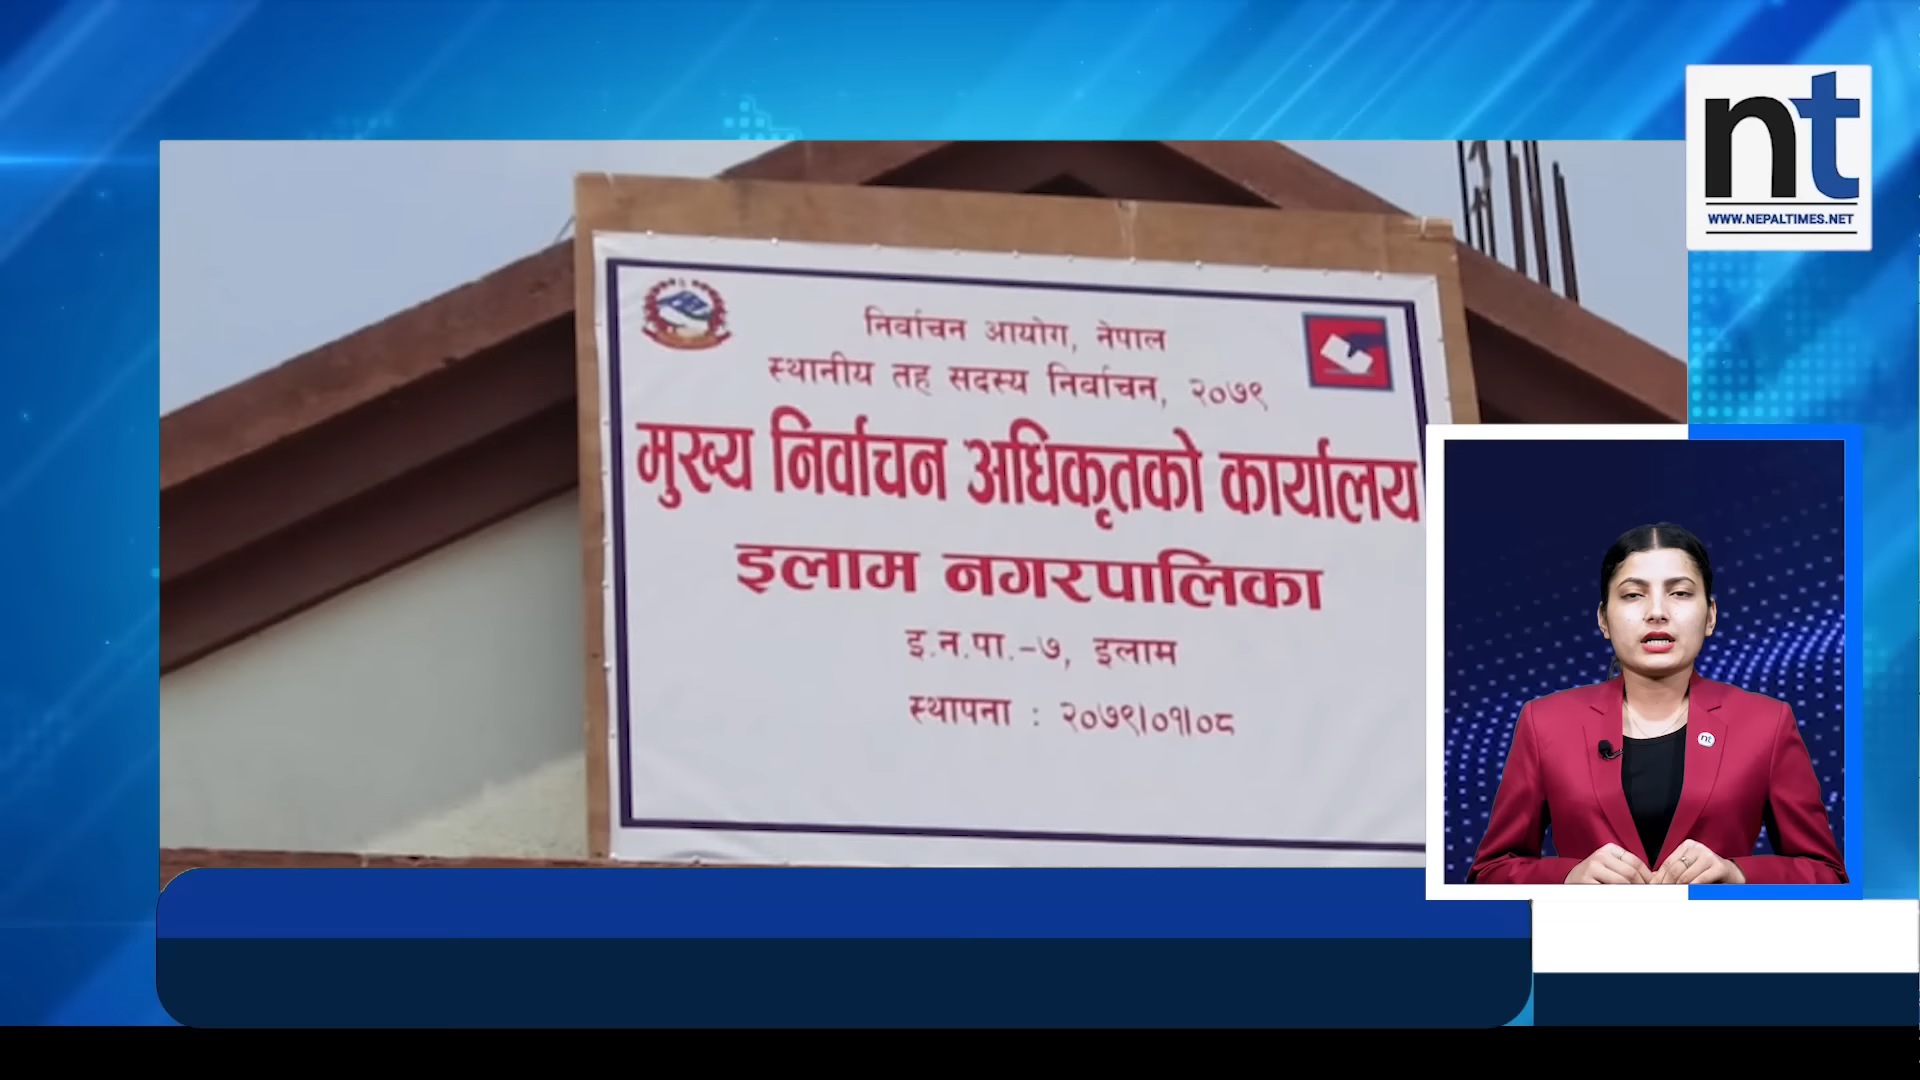 nt
WWW.NEPALTIMES.NET
निर्वाचन आयोग, नेपाल
स्थानीय तह सदस्य निर्वाचन, २०७९
मुख्य निर्वाचन अधिकृतको कार्यालय
इलाम नगरपालिका
इ.न.पा.-७, इलाम
स्थापना : २०७९।०१।०८
nt